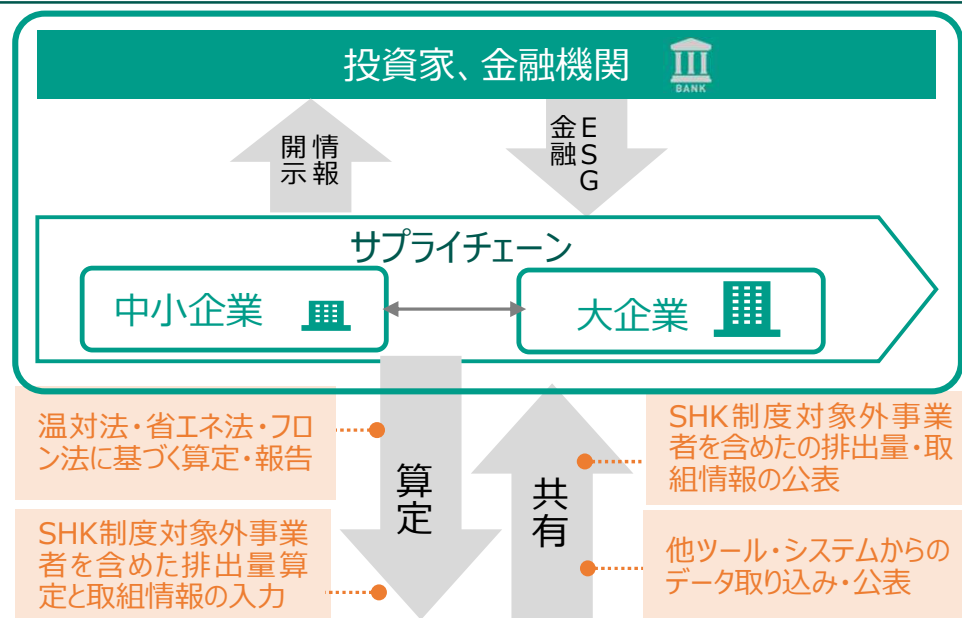 投資家、金融機関
BANK
情報
開示
ESG
金融
サプライチェーン
中小企業
大企業
温対法・省エネ法・フロ
ン法に基づく算定・報告
SHK制度対象外事業
者を含めた排出量算
定と取組情報の入力
算定
共有
SHK制度対象外事業
者を含めたの排出量・取
組情報の公表
他ツール・システムからの
データ取り込み・公表